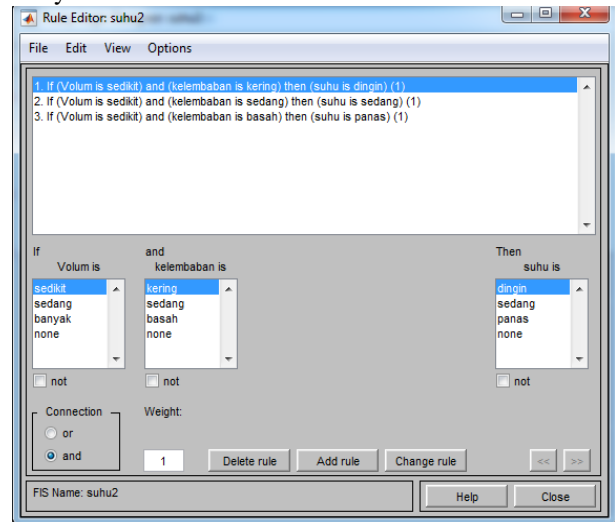 Rule Editor: suhu2
File Edit View Options
1. If (Volum is sedikit) and (kelembaban is kering) then (suhu is dingin) (1)
2. If (Volum is sedikit) and (kelembaban is sedang) then (suhu is sedang) (1)
3. If (Volum is sedikit) and (kelembaban is basah) then (suhu is panas) (1)
If and Then
Volum is kelembaban is suhu is
sedikit kering dingin
sedang sedang sedang
banyak basah panas
none none none
not not not
Connection Weight:
or
and 1 Delete rule Add rule Change rule << >>
FIS Name: suhu2 Help Close